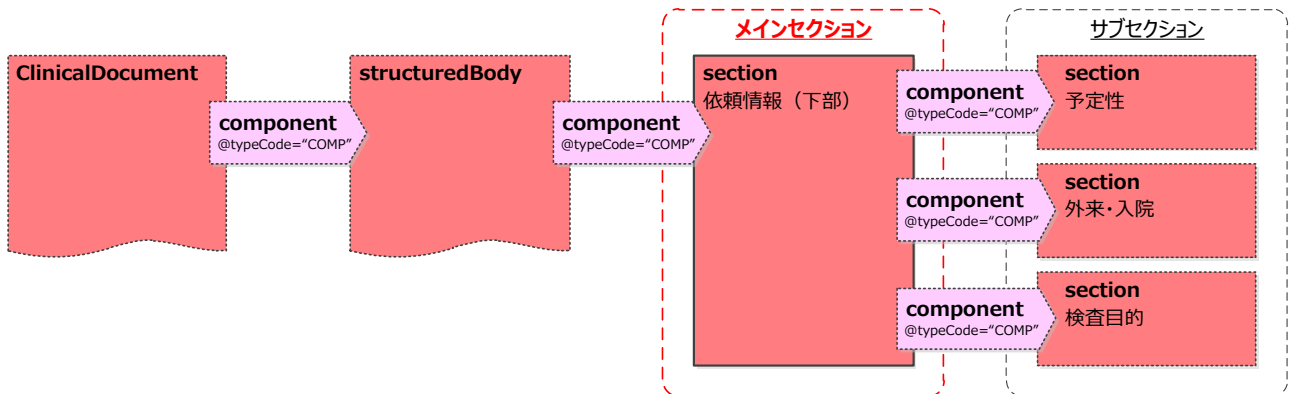 メインセクション
サブセクション
ClinicalDocument
component
@typeCode=“COMP”
structuredBody
component
@typeCode=“COMP”
section
依頼情報（下部）
component
@typeCode=“COMP”
section
予定性
component
@typeCode=“COMP”
section
外来・入院
component
@typeCode=“COMP”
section
検査目的